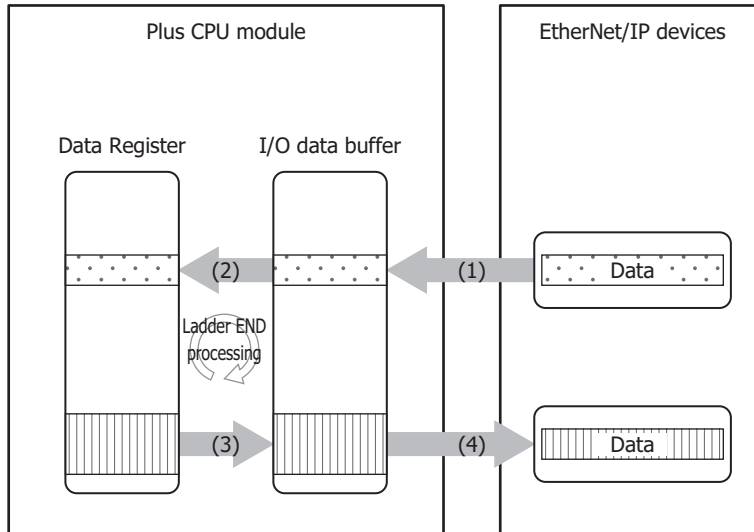 Plus CPU module
EtherNet/IP devices
Data Register
I/O data buffer
(2)
(1)
Data
Ladder END
processing
(3)
(4)
Data